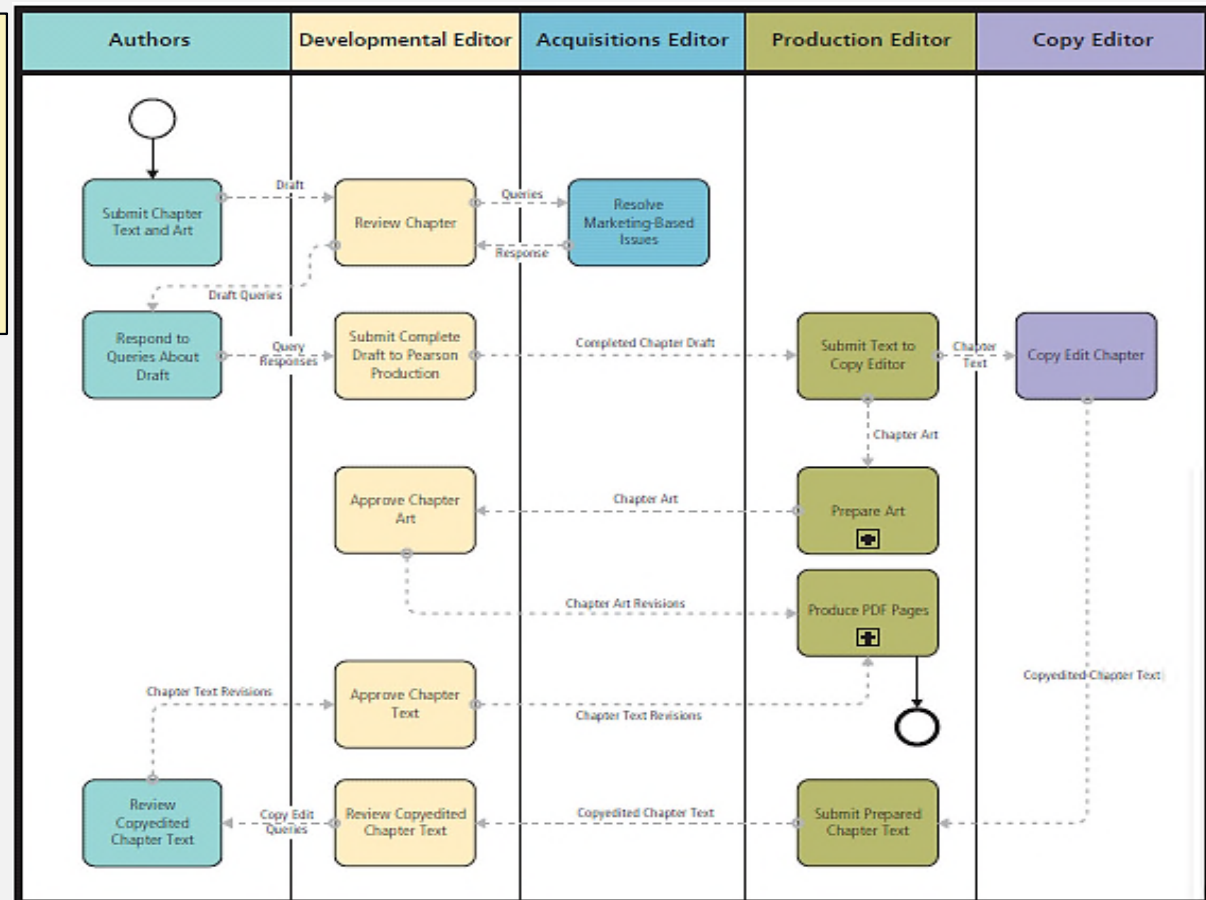 Authors
Developmental Editor
Acquisitions Editor
Production Editor
Copy Editor
Submit Chapter
Text and Art
Draft
Review Chapter
Queries
Response
Resolve
Marketing-Based
Issues
Draft Queries
Respond to
Queries About
Draft
Query
Responses
Submit Complete
Draft to Pearson
Production
Completed Chapter Draft
Submit Text to
Copy Editor
Chapter
Text
Copy Edit Chapter
Chapter Art
Approve Chapter
Art
Chapter Art
Prepare Art
Chapter Art Revisions
Produce PDF Pages
Copyedited Chapter Text
Chapter Text Revisions
Approve Chapter
Text
Chapter Text Revisions
Review
Copyedited
Chapter Text
Copy Edit
Queries
Review Copyedited
Chapter Text
Copyedited Chapter Text
Submit Prepared
Chapter Text